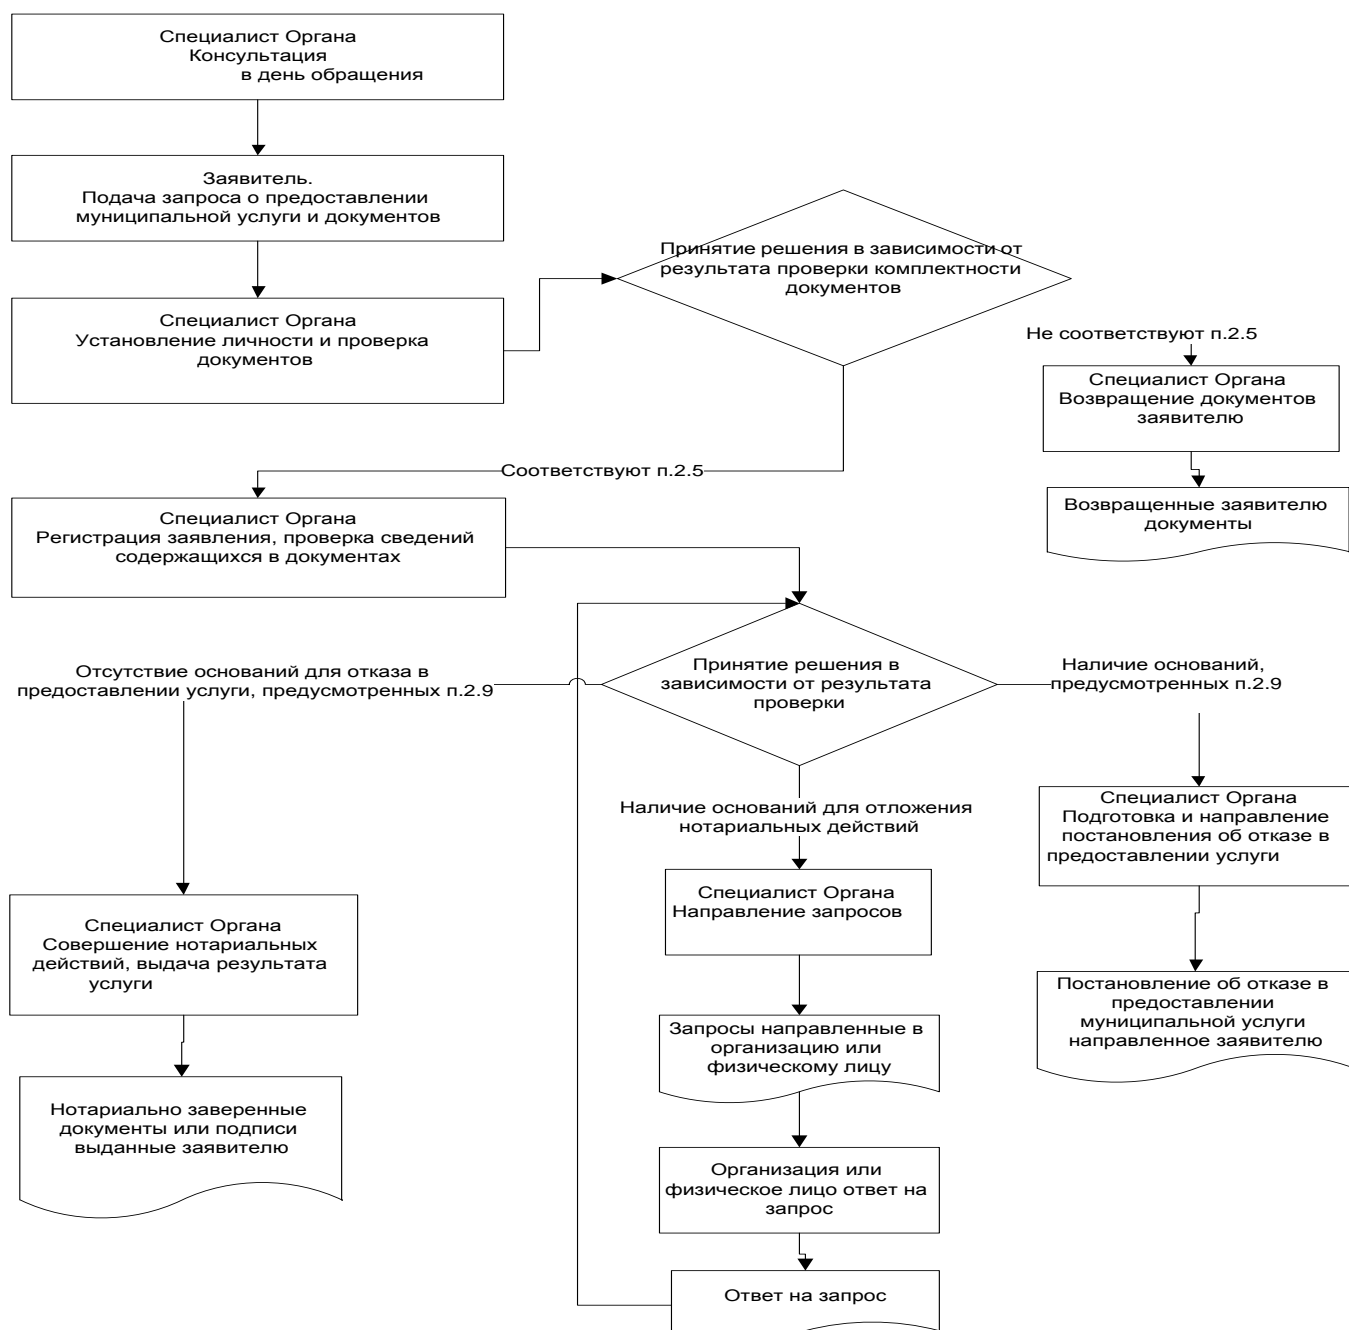 Специалист Органа
Консультация
в день обращения
Заявитель.
Подача запроса о предоставлении
муниципальной услуги и документов
Специалист Органа
Установление личности и проверка
документов
Принятие решения в зависимости от
результата проверки комплектности
документов
Не соответствуют п.2.5
Специалист Органа
Возвращение документов
заявителю
Возвращенные заявителю
документы
Соответствуют п.2.5
Специалист Органа
Регистрация заявления, проверка сведений
содержащихся в документах
Принятие решения в
зависимости от результата
проверки
Отсутствие оснований для отказа в
предоставлении услуги, предусмотренных п.2.9
Наличие оснований,
предусмотренных п.2.9
Наличие оснований для отложения
нотариальных действий
Специалист Органа
Подготовка и направление
постановления об отказе в
предоставлении услуги
Специалист Органа
Направление запросов
Специалист Органа
Совершение нотариальных
действий, выдача результата
услуги
Постановление об отказе в
предоставлении
муниципальной услуги
направленное заявителю
Запросы направленные в
организацию или
физическому лицу
Нотариально заверенные
документы или подписи
выданные заявителю
Организация или
физическое лицо ответ на
запрос
Ответ на запрос